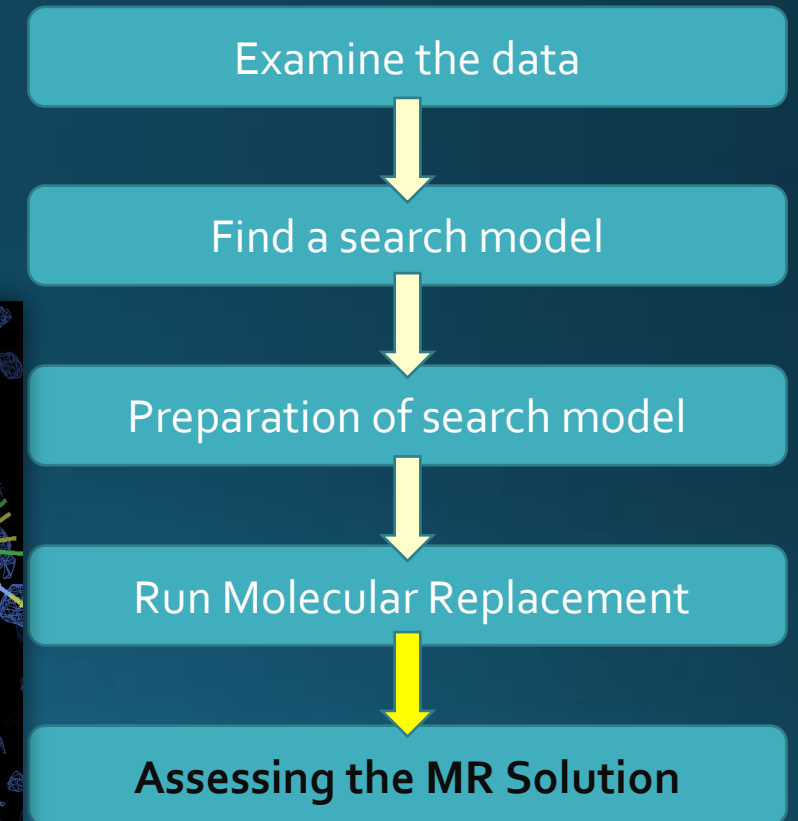 Examine the data
Find a search model
Preparation of search model
Run Molecular Replacement
Assessing the MR Solution